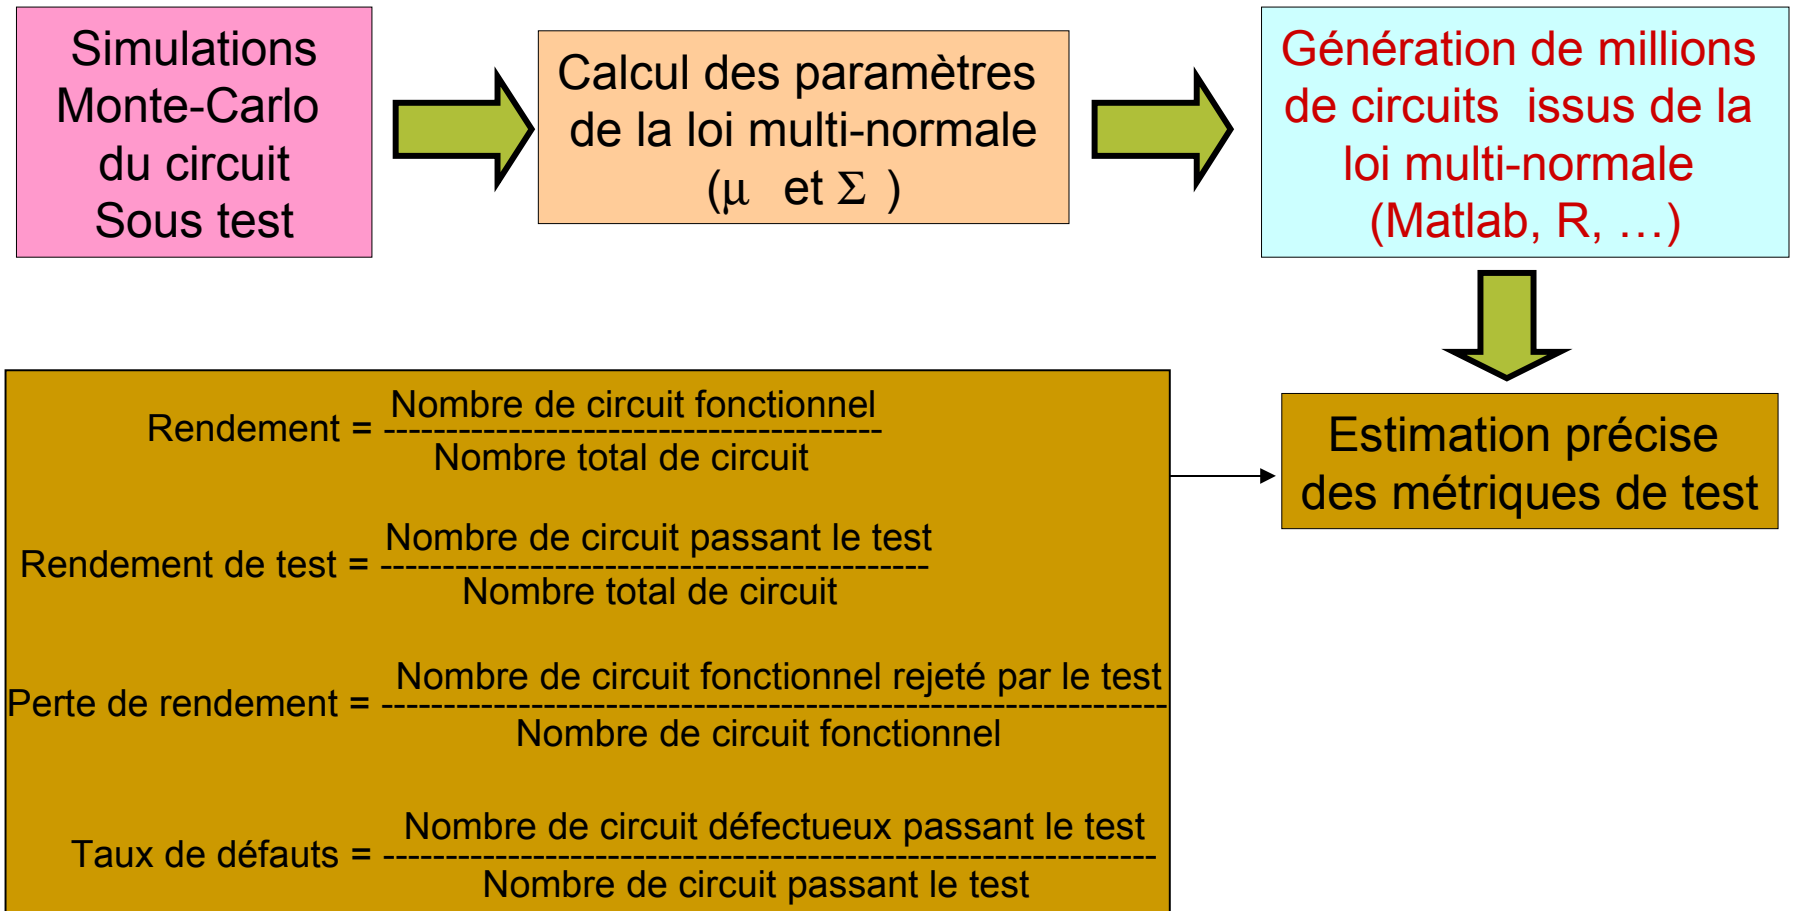 Simulations
Monte-Carlo
du circuit
Sous test
Calcul des paramètres
de la loi multi-normale
(μ et Σ )
Génération de millions
de circuits issus de la
loi multi-normale
(Matlab, R, …)
Estimation précise
des métriques de test
Nombre de circuit fonctionnel
Rendement = ----------------------------------------
Nombre total de circuit
Nombre de circuit passant le test
Rendement de test = --------------------------------------------
Nombre total de circuit
Nombre de circuit fonctionnel rejeté par le test
Perte de rendement = ---------------------------------------------------------------
Nombre de circuit fonctionnel
Nombre de circuit défectueux passant le test
Taux de défauts = --------------------------------------------------------------
Nombre de circuit passant le test